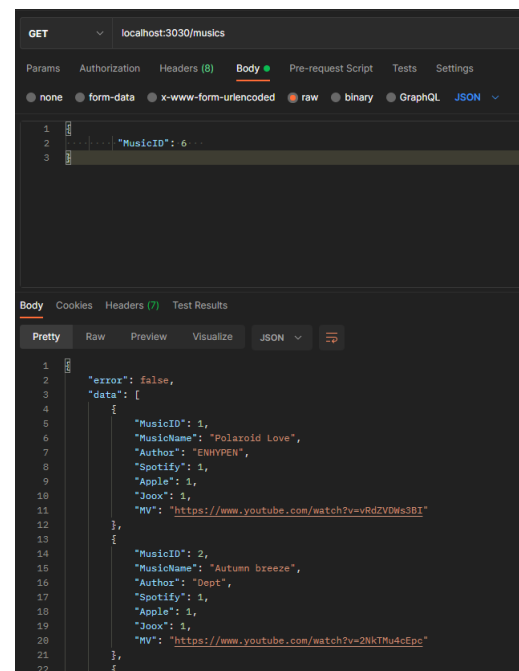 GET localhost:3030/musics
Params Authorization Headers (8) Body Pre-request Script Tests Settings
none form-data x-www-form-urlencoded raw binary GraphQL JSON
1 {
2 "MusicID": 6
3 }
Body Cookies Headers (7) Test Results
Pretty Raw Preview Visualize JSON
1 {
2 "error": false,
3 "data": [
4 {
5 "MusicID": 1,
6 "MusicName": "Polaroid Love",
7 "Author": "ENHYPEN",
8 "Spotify": 1,
9 "Apple": 1,
10 "Joox": 1,
11 "MV": "https://www.youtube.com/watch?v=vRdZVDWs3BI"
12 },
13 {
14 "MusicID": 2,
15 "MusicName": "Autumn breeze",
16 "Author": "Dept",
17 "Spotify": 1,
18 "Apple": 1,
19 "Joox": 1,
20 "MV": "https://www.youtube.com/watch?v=2NkTMu4cEpc"
21 },
22 {